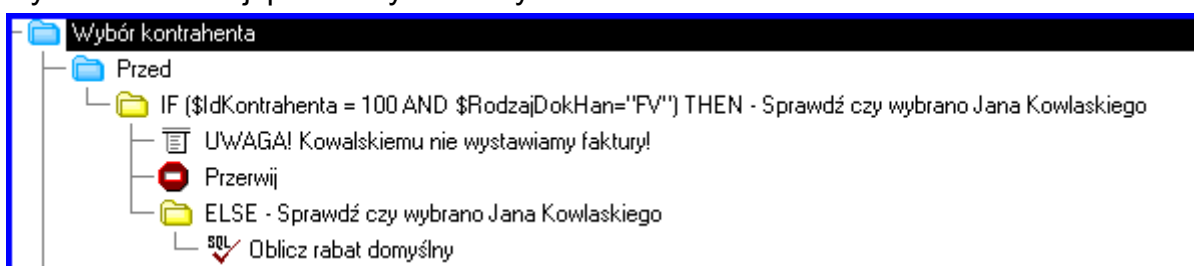 Wybór kontrahenta
Przed
IF ($IdKontrahenta = 100 AND $RodzajDokHan="FV") THEN - Sprawdź czy wybrano Jana Kowlaskiego
UWAGA! Kowalskiemu nie wystawiamy faktury!
Przerwij
ELSE - Sprawdź czy wybrano Jana Kowlaskiego
SQL Oblicz rabat domyślny